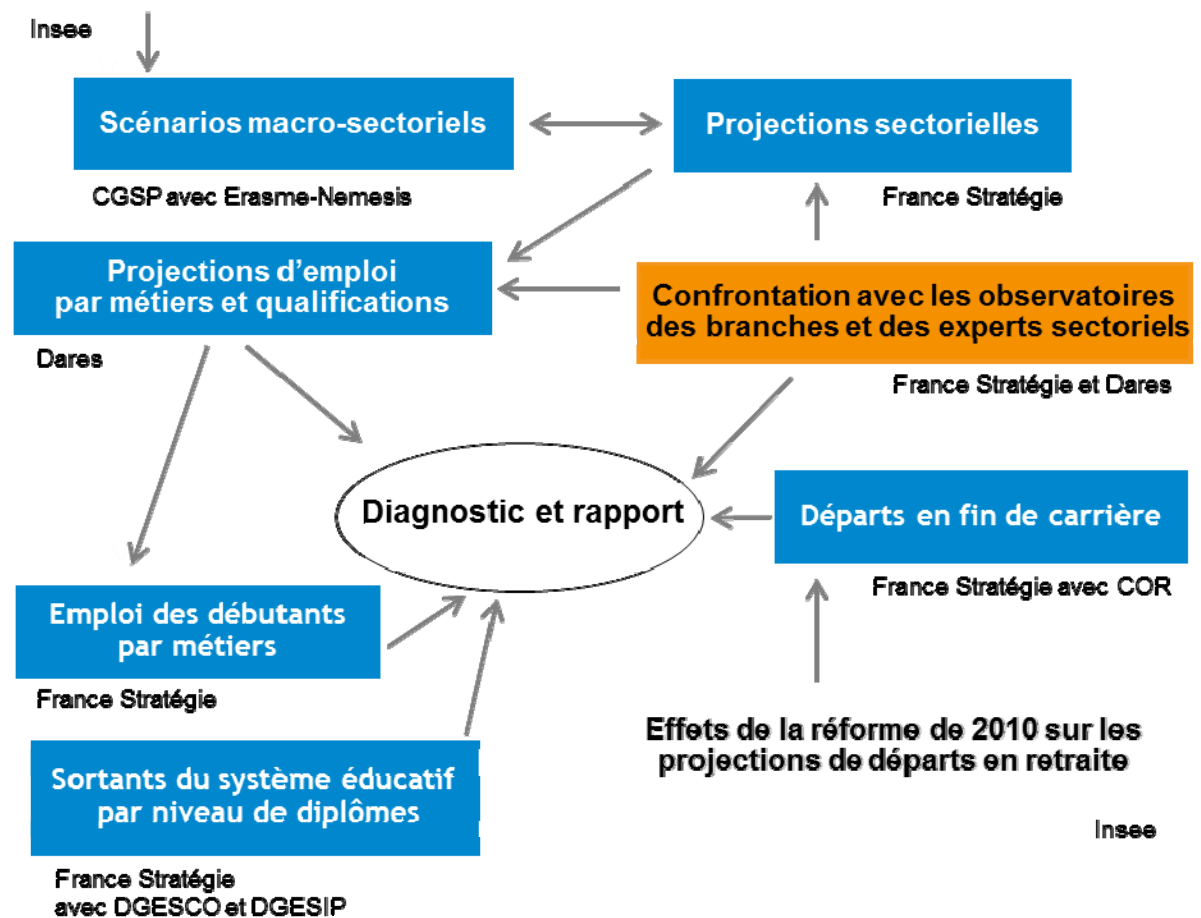 Insee
Scénarios macro-sectoriels
Projections sectorielles
CGSP avec Erasme-Nemesis
France Stratégie
Projections d’emploi
par métiers et qualifications
Confrontation avec les observatoires
des branches et des experts sectoriels
Dares
France Stratégie et Dares
Diagnostic et rapport
Départs en fin de carrière
France Stratégie avec COR
Emploi des débutants
par métiers
France Stratégie
Effets de la réforme de 2010 sur les
projections de départs en retraite
Sortants du système éducatif
par niveau de diplômes
Insee
France Stratégie
avec DGESCO et DGESIP